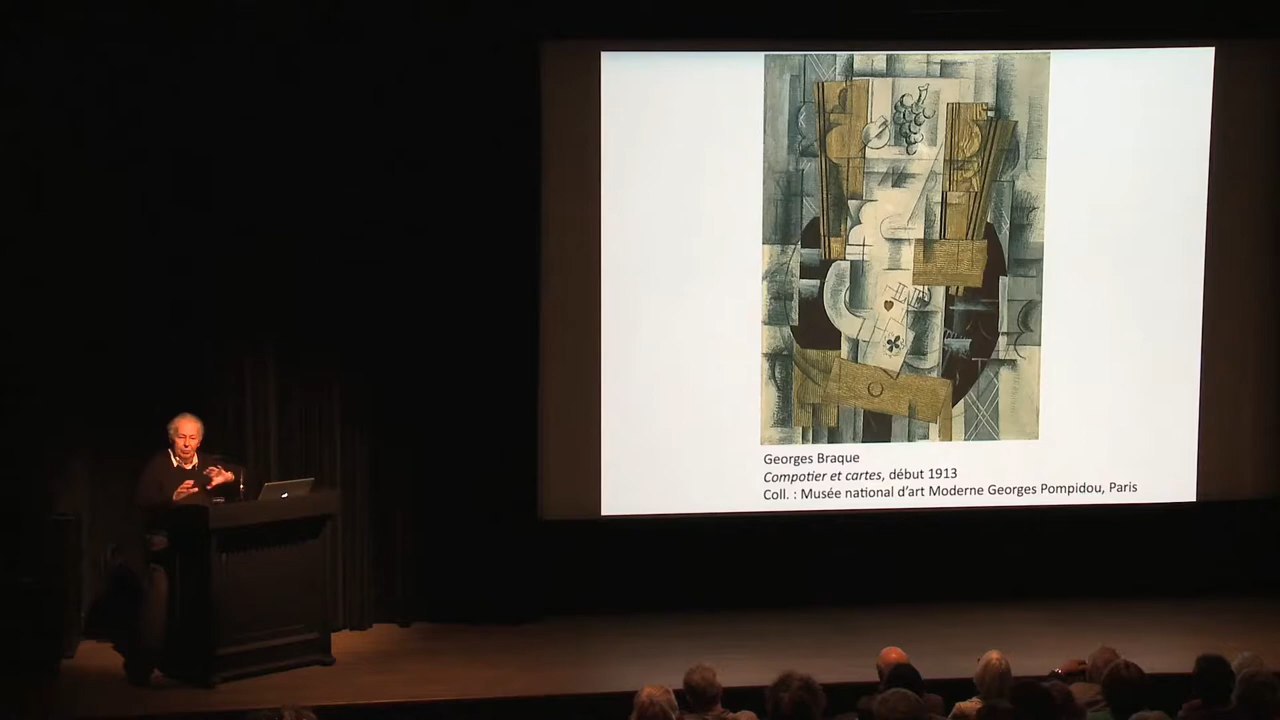 Georges Braque
Compotier et cartes, début 1913
Coll. : Musée national d'art Moderne Georges Pompidou, Paris